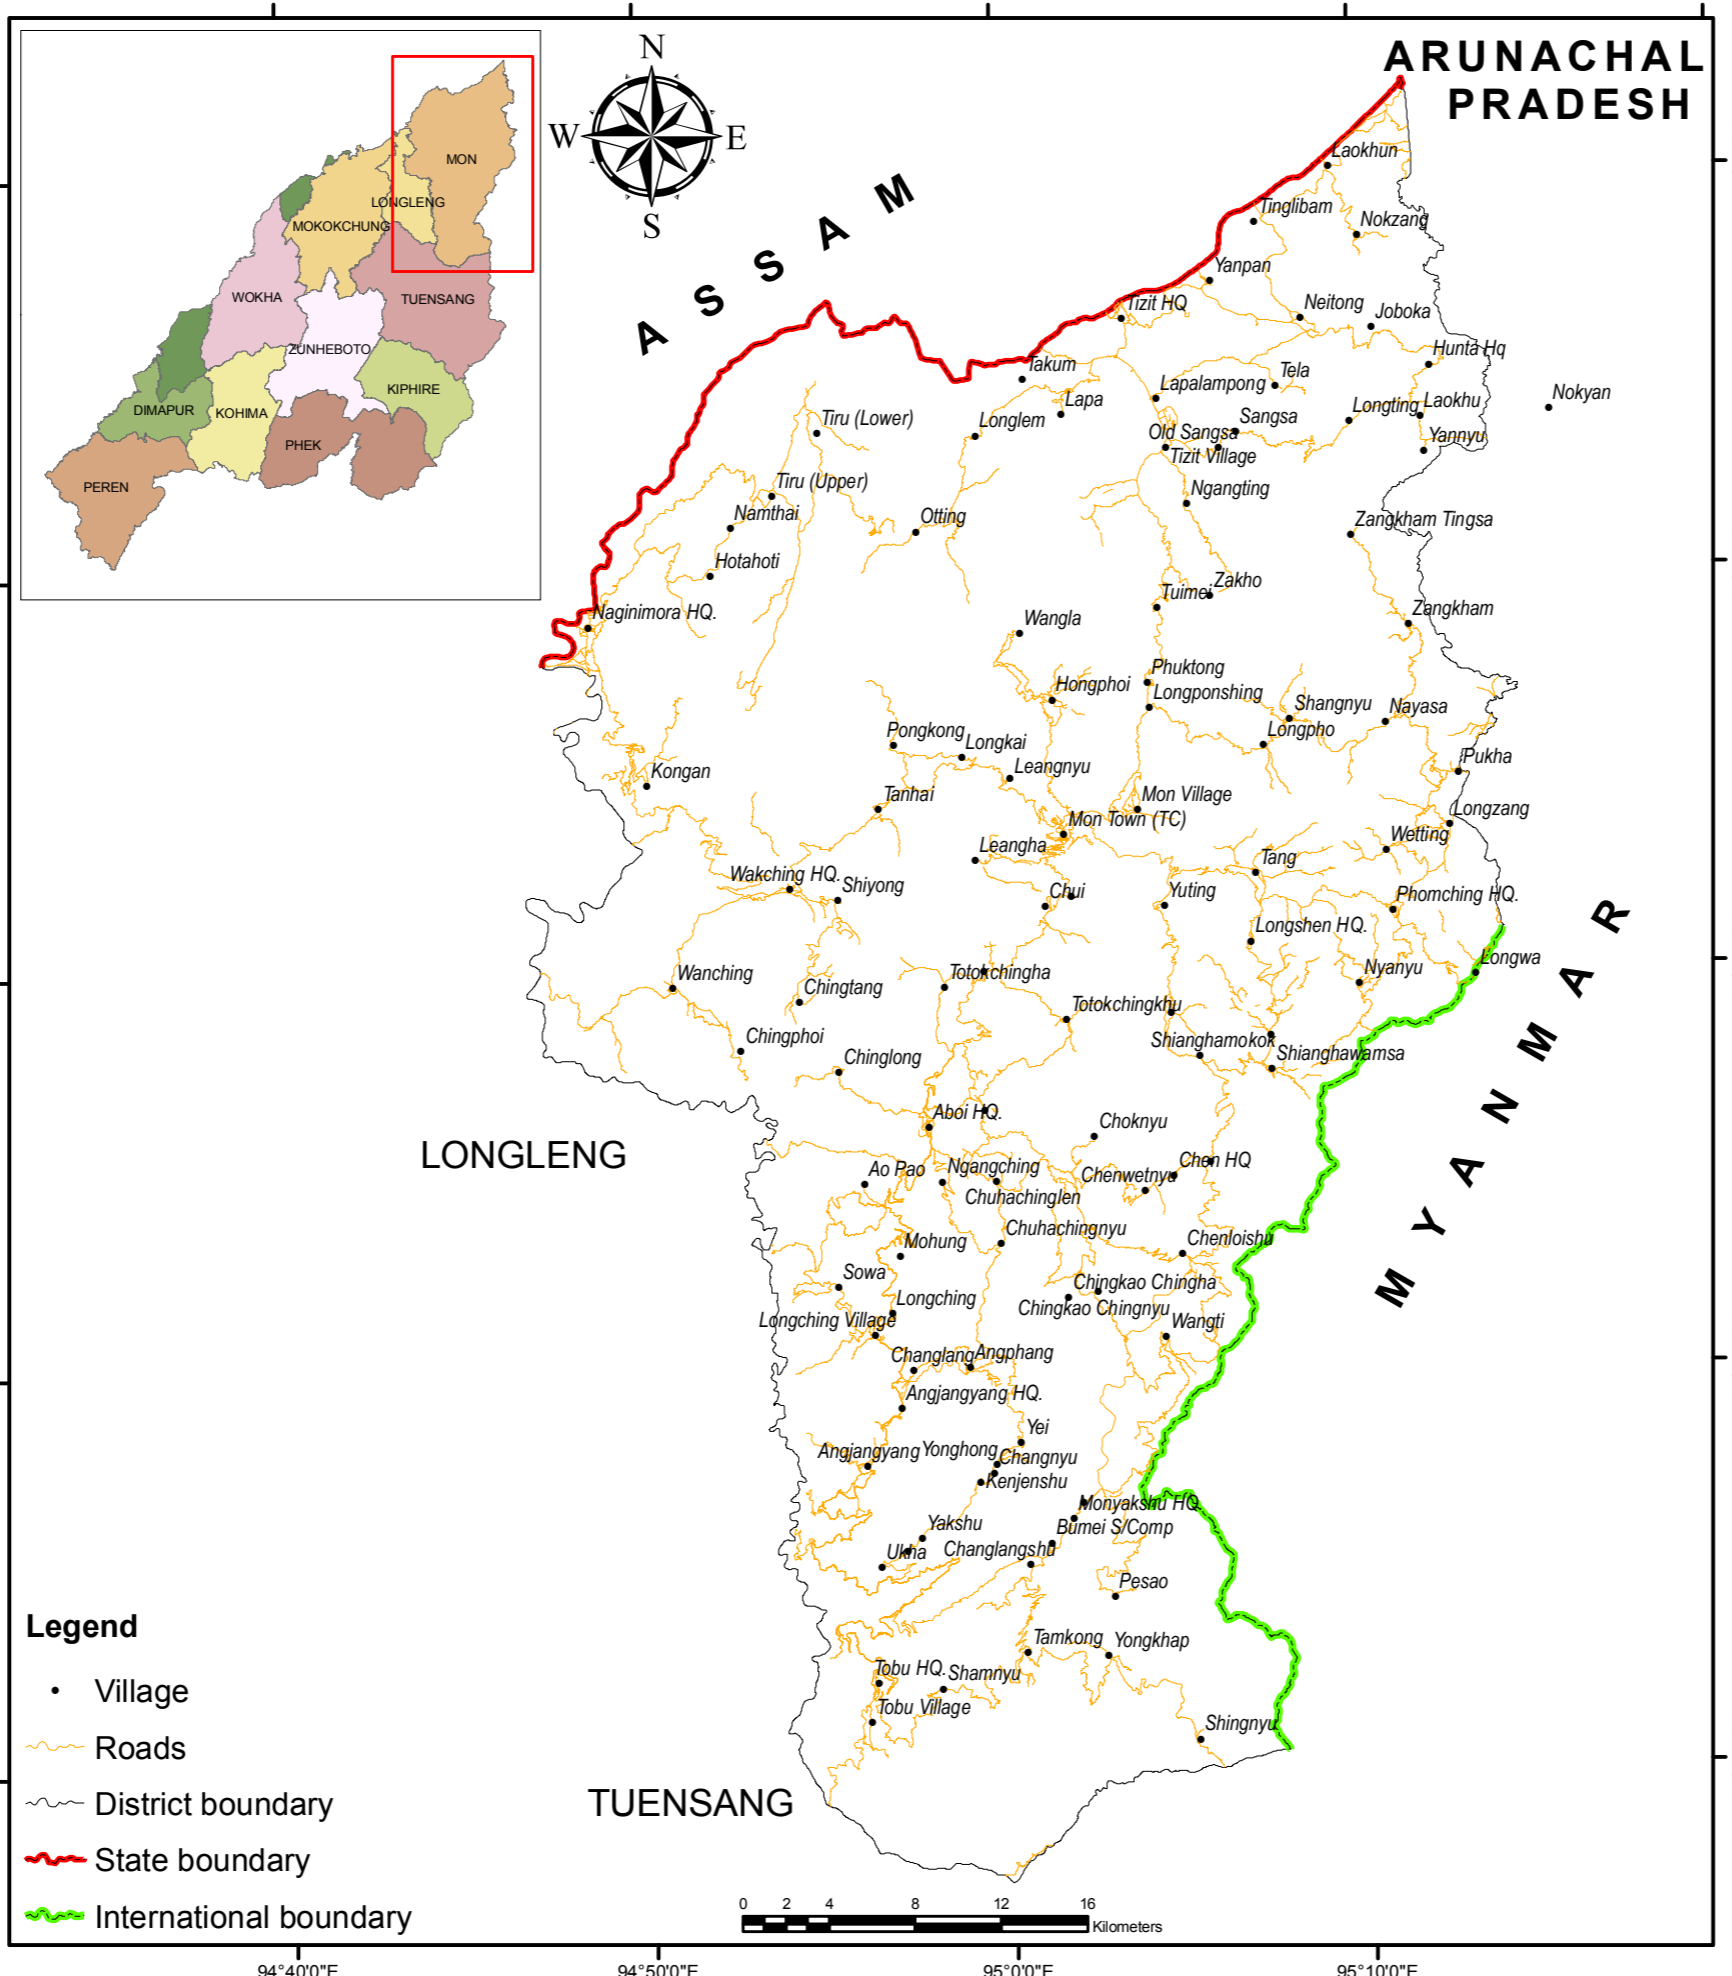 ARUNACHAL
PRADESH
N
W
E
S
ASSAM
MON
LONGLENG
MOKOKCHUNG
WOKHA
TUENSANG
ZUNHEBOTO
KIPHIRE
DIMAPUR
KOHIMA
PHEK
PEREN
Laokhun
Tinglibam
Nokzang
Yanpan
Tizit HQ
Neitong
Joboka
Hunta Hq
Takum
Tela
Lapalampong
Nokyan
Lapa
Longting
Laokhu
Tiru (Lower)
Longlem
Sangsa
Old Sangsa
Yannyu
Tizit Village
Tiru (Upper)
Ngangting
Namthai
Otting
Zangkham Tingsa
Hotahoti
Zakho
Tuimei
Naginimora HQ.
Wangla
Zangkham
Phuktong
Hongphoi
Longponshing
Shangnyu
Nayasa
Pongkong
Longkai
Longpho
Kongan
Leangnyu
Pukha
Tanhai
Mon Village
Mon Town (TC)
Longzang
Wetting
Leangha
Tang
Wakching HQ.
Shiyong
Chui
Yuting
Phomching HQ.
Longshen HQ.
Longwa
Wanching
Totokchingha
Nyanyu
Chingtang
Totokchingkhu
Chingphoi
Shianghamokok
Chinglong
Shianghawamsa
MYANMAR
Aboi HQ.
Choknyu
LONGLENG
Ao Pao
Ngangching
Chen HQ
Chenwetnyu
Chuhachinglen
Chuhachingnyu
Mohung
Chenloishu
Sowa
Chingkao Chingha
Longching
Chingkao Chingnyu
Longching Village
Wangti
Changlang
Angphang
Angjangyang HQ.
Yei
Angjangyang
Yonghong
Changnyu
Kenjenshu
Monyakshu HQ
Yakshu
Bumei S/Comp
Ukha
Changlangshu
Pesao
Tamkong
Yongkhap
Tobu HQ.
Shamnyu
Tobu Village
Shingnyu
TUENSANG
Legend
Village
Roads
District boundary
State boundary
International boundary
0 2 4 8 12 16
Kilometers
94°40'0"E 94°50'0"E 95°0'0"E 95°10'0"E